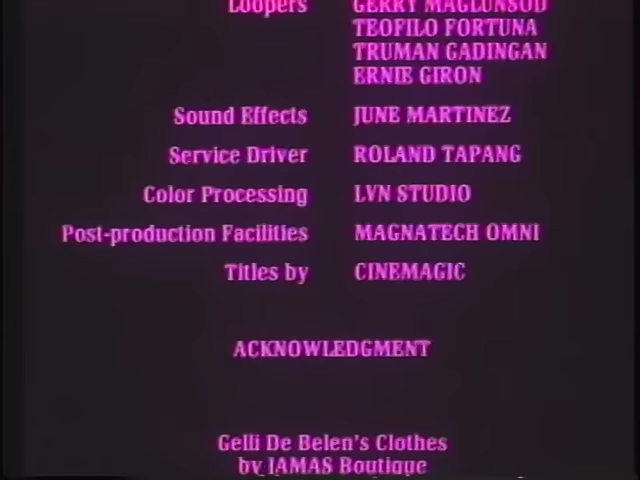 Loopers GERRY MAGLUNSOD
TEOFILO FORTUNA
TRUMAN GADINGAN
ERNIE GIRON
Sound Effects JUNE MARTINEZ
Service Driver ROLAND TAPANG
Color Processing LVN STUDIO
Post-production Facilities MAGNATECH OMNI
Titles by CINEMAGIC
ACKNOWLEDGMENT
Gelli De Belen's Clothes
by IAMAS Boutique